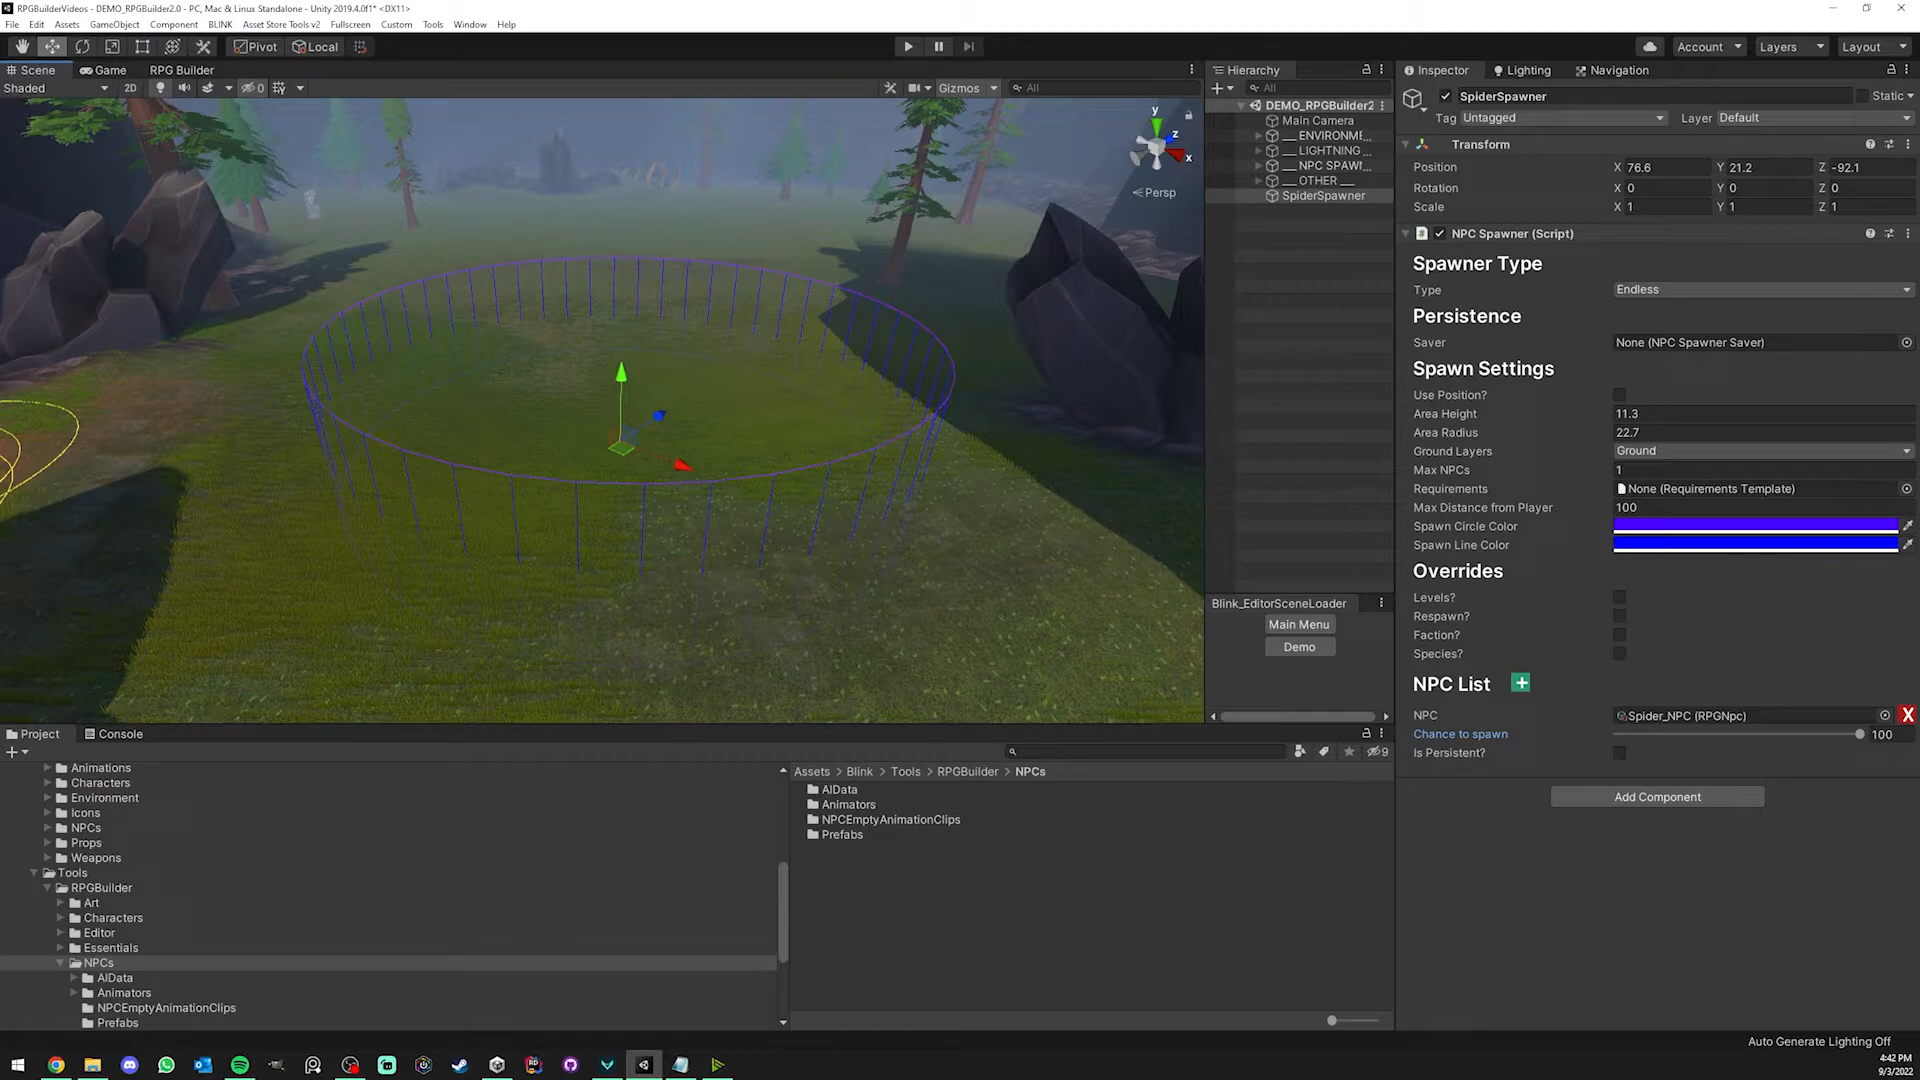 RPGBuilderVideos - DEMO_RPGBuilder2.0 - PC, Mac & Linux Standalone - Unity 2019.4.0f1* <DX11>
File Edit Assets GameObject Component BLINK Asset Store Tools v2 Fullscreen Custom Tools Window Help
Pivot Local Account Layers Layout
Scene Game RPG Builder
Shaded 2D 0 Gizmos All
y
z
x
Persp
Hierarchy
All
DEMO_RPGBuilder2
Main Camera
__ ENVIRONME...
__ LIGHTNING ...
__ NPC SPAWI...
__ OTHER __
SpiderSpawner
Blink_EditorSceneLoader
Main Menu
Demo
Inspector Lighting Navigation
SpiderSpawner Static
Tag Untagged Layer Default
Transform
Position X 76.6 Y 21.2 Z -92.1
Rotation X 0 Y 0 Z 0
Scale X 1 Y 1 Z 1
NPC Spawner (Script)
Spawner Type
Type Endless
Persistence
Saver None (NPC Spawner Saver)
Spawn Settings
Use Position?
Area Height 11.3
Area Radius 22.7
Ground Layers Ground
Max NPCs 1
Requirements None (Requirements Template)
Max Distance from Player 100
Spawn Circle Color
Spawn Line Color
Overrides
Levels?
Respawn?
Faction?
Species?
NPC List +
NPC Spider_NPC (RPGNpc) X
Chance to spawn 100
Is Persistent?
Add Component
Project Console
9
Animations
Characters
Environment
Icons
NPCs
Props
Weapons
Tools
RPGBuilder
Art
Characters
Editor
Essentials
NPCs
AIData
Animators
NPCEmptyAnimationClips
Prefabs
Assets > Blink > Tools > RPGBuilder > NPCs
AIData
Animators
NPCEmptyAnimationClips
Prefabs
Auto Generate Lighting Off
4:42 PM
9/3/2022